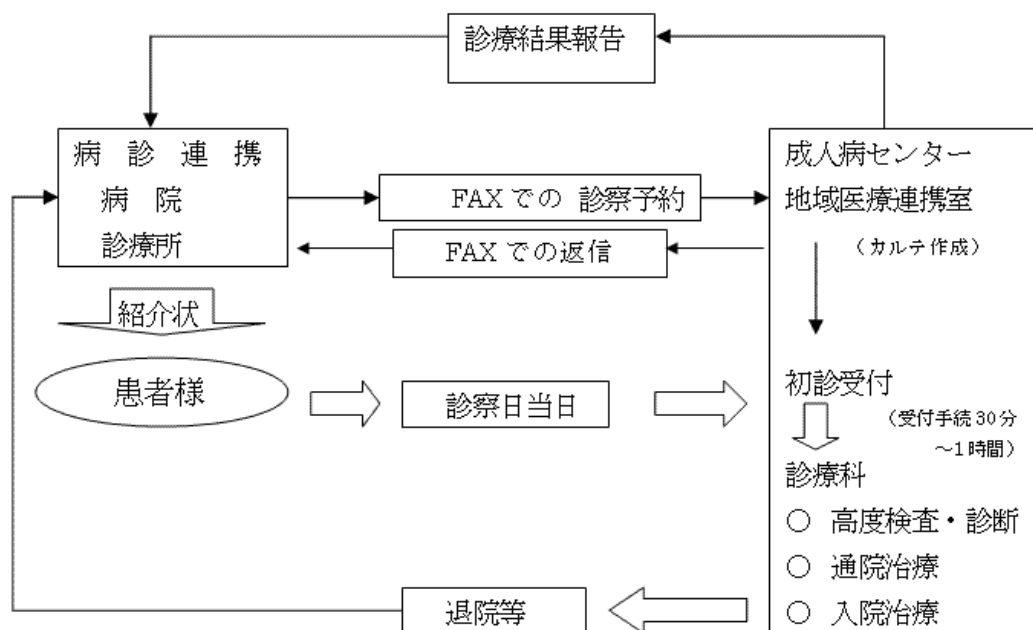 診療結果報告
病診連携
病院
診療所
FAXでの 診察予約
FAXでの返信
成人病センター
地域医療連携室
（カルテ作成）
紹介状
患者様
診察日当日
初診受付
（受付手続30分
～1時間）
診療科
○ 高度検査・診断
○ 通院治療
○ 入院治療
退院等